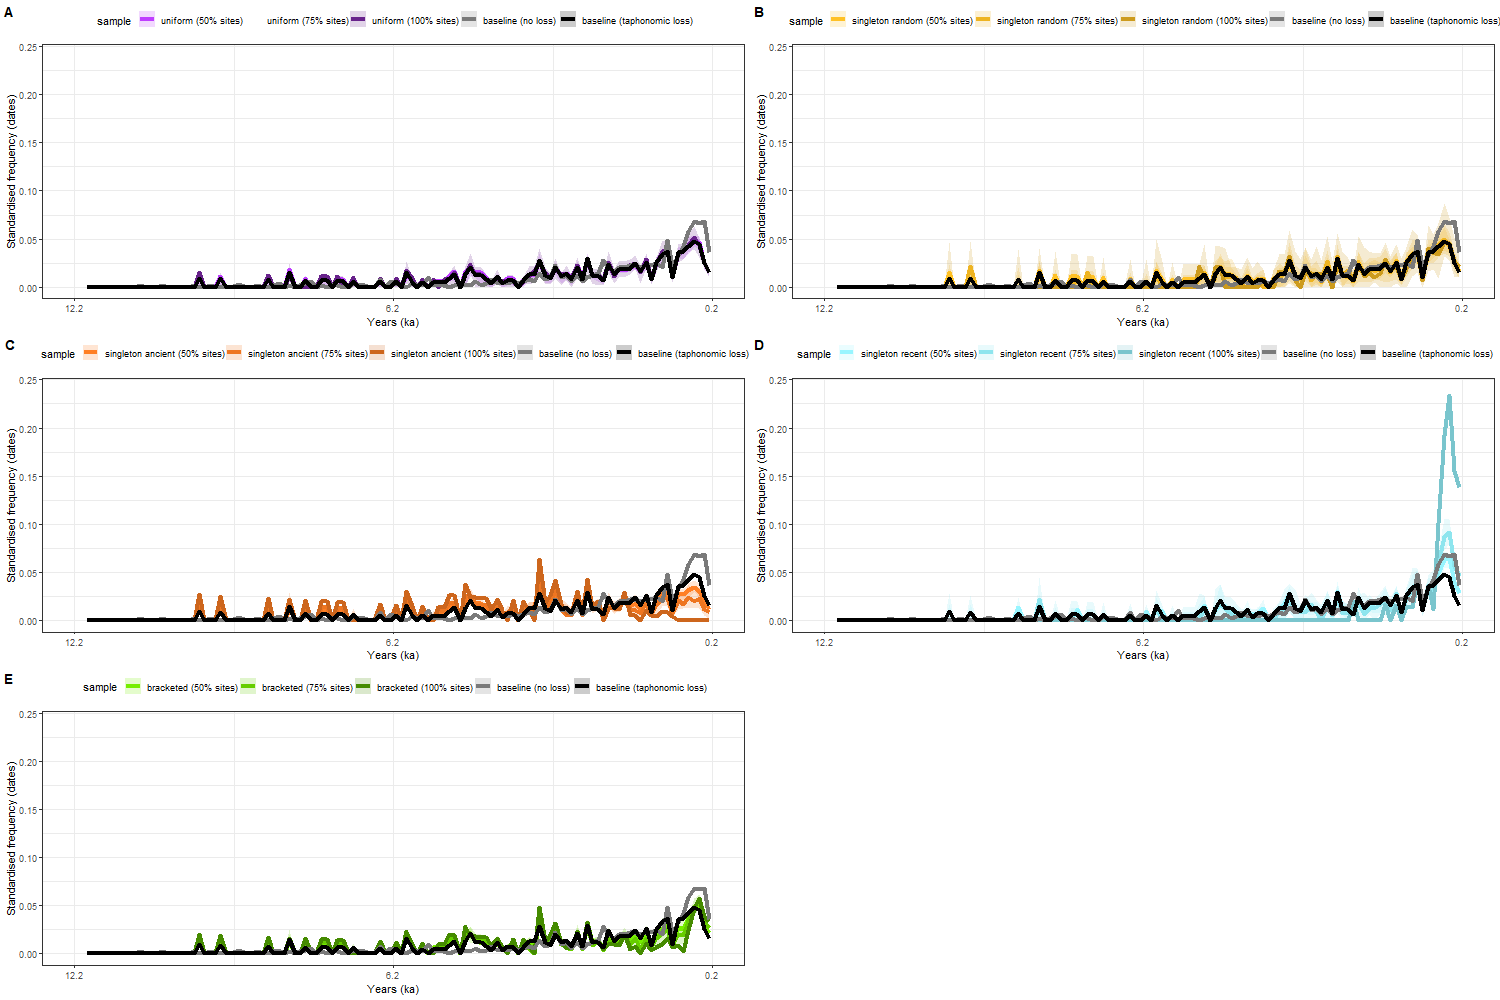 A
sample uniform (50% sites) uniform (75% sites) uniform (100% sites) baseline (no loss) baseline (taphonomic loss)
Standardised frequency (dates)
0.25
0.20
0.15
0.10
0.05
0.00
12.2 6.2 0.2
Years (ka)
B
sample singleton random (50% sites) singleton random (75% sites) singleton random (100% sites) baseline (no loss) baseline (taphonomic loss)
Standardised frequency (dates)
0.25
0.20
0.15
0.10
0.05
0.00
12.2 6.2 0.2
Years (ka)
C
sample singleton ancient (50% sites) singleton ancient (75% sites) singleton ancient (100% sites) baseline (no loss) baseline (taphonomic loss)
Standardised frequency (dates)
0.25
0.20
0.15
0.10
0.05
0.00
12.2 6.2 0.2
Years (ka)
D
sample singleton recent (50% sites) singleton recent (75% sites) singleton recent (100% sites) baseline (no loss) baseline (taphonomic loss)
Standardised frequency (dates)
0.25
0.20
0.15
0.10
0.05
0.00
12.2 6.2 0.2
Years (ka)
E
sample bracketed (50% sites) bracketed (75% sites) bracketed (100% sites) baseline (no loss) baseline (taphonomic loss)
Standardised frequency (dates)
0.25
0.20
0.15
0.10
0.05
0.00
12.2 6.2 0.2
Years (ka)